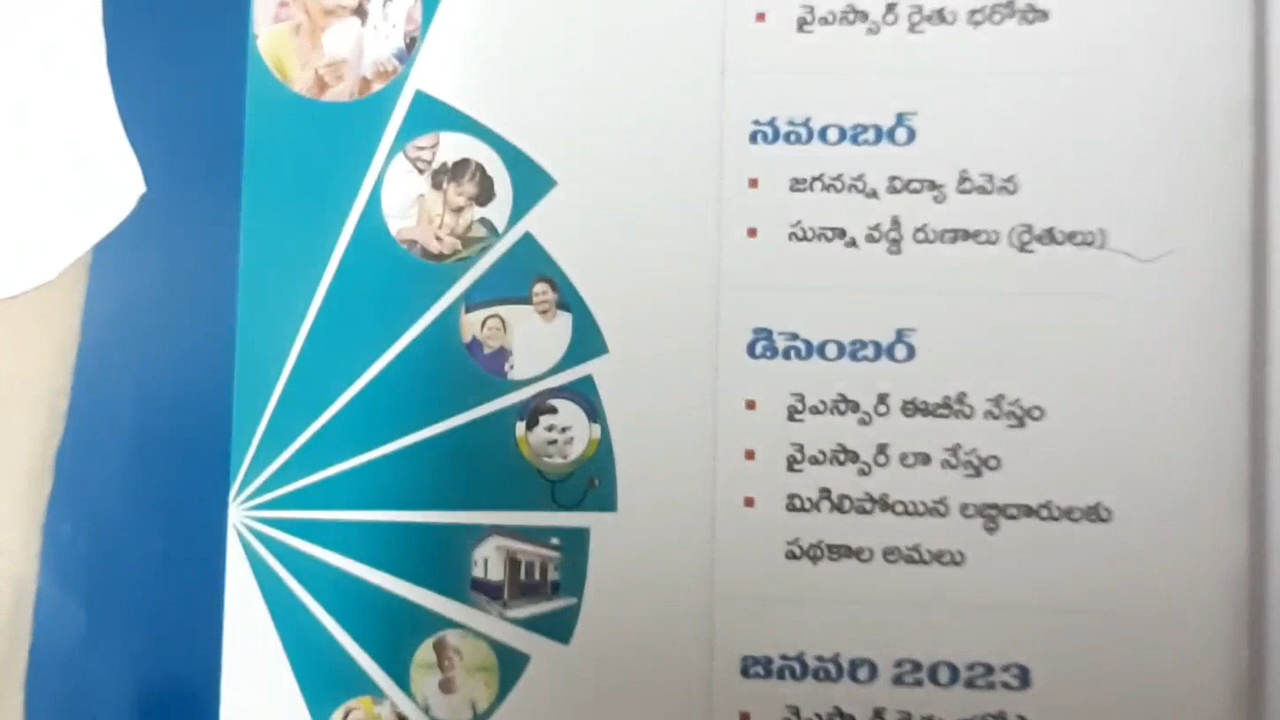 వైఎస్సార్ రైతు భరోసా
నవంబర్
జగనన్న విద్యా దీవెన
సున్నా వడ్డీ రుణాలు (రైతులు)
డిసెంబర్
వైఎస్సార్ ఈబీసీ నేస్తం
వైఎస్సార్ లా నేస్తం
మిగిలిపోయిన లబ్ధిదారులకు
పథకాల అమలు
జనవరి 2023